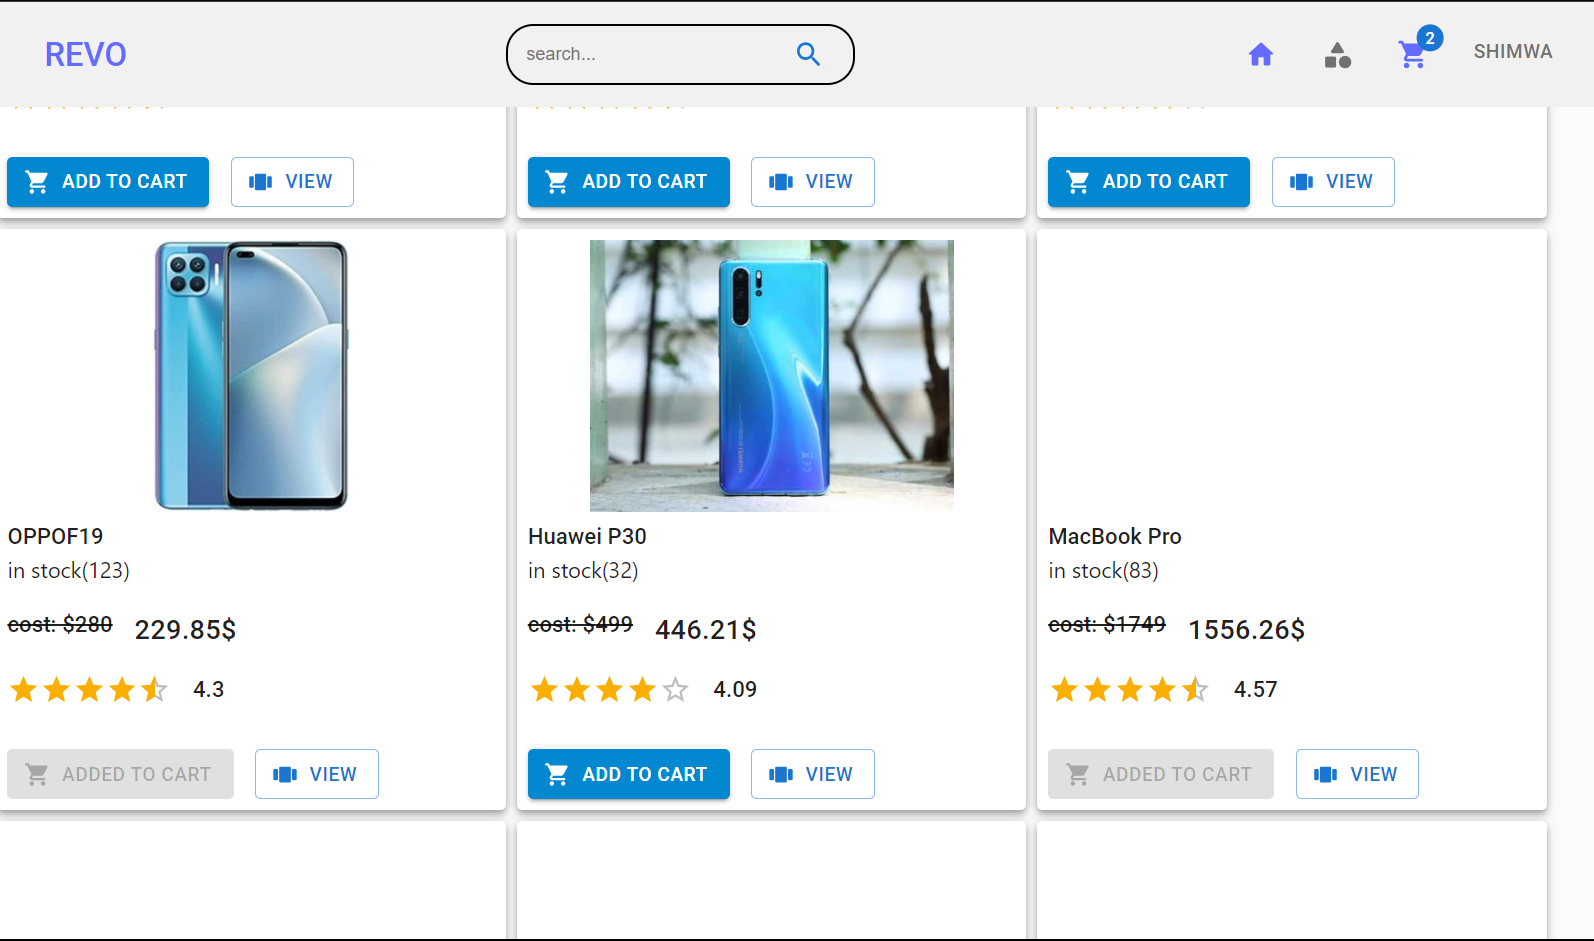 REVO
search...
2
SHIMWA
ADD TO CART VIEW ADD TO CART VIEW ADD TO CART VIEW
OPPOF19
in stock(123)
cost: $280 229.85$
4.3
ADDED TO CART VIEW
Huawei P30
in stock(32)
cost: $499 446.21$
4.09
ADD TO CART VIEW
MacBook Pro
in stock(83)
cost: $1749 1556.26$
4.57
ADDED TO CART VIEW